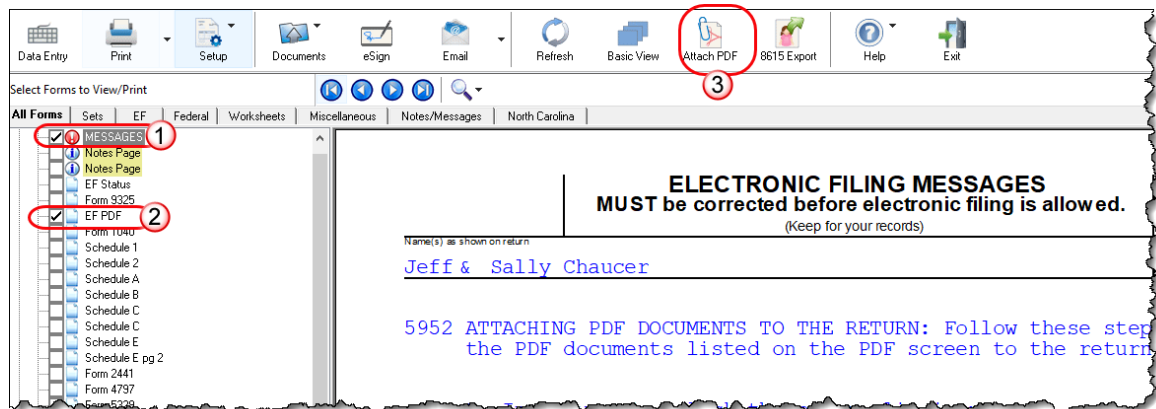 Data Entry Print Setup Documents eSign Email Refresh Basic View Attach PDF 8615 Export Help Exit
3
Select Forms to View/Print
All Forms Sets EF Federal Worksheets Miscellaneous Notes/Messages North Carolina
MESSAGES 1
Notes Page
Notes Page
EF Status
Form 9325
EF PDF 2
Form 1040
Schedule 1
Schedule 2
Schedule A
Schedule B
Schedule C
Schedule C
Schedule E
Schedule E pg 2
Form 2441
Form 4797
Form 5329
ELECTRONIC FILING MESSAGES
MUST be corrected before electronic filing is allowed.
(Keep for your records)
Name(s) as shown on return
Jeff & Sally Chaucer
5952 ATTACHING PDF DOCUMENTS TO THE RETURN: Follow these step
the PDF documents listed on the PDF screen to the return